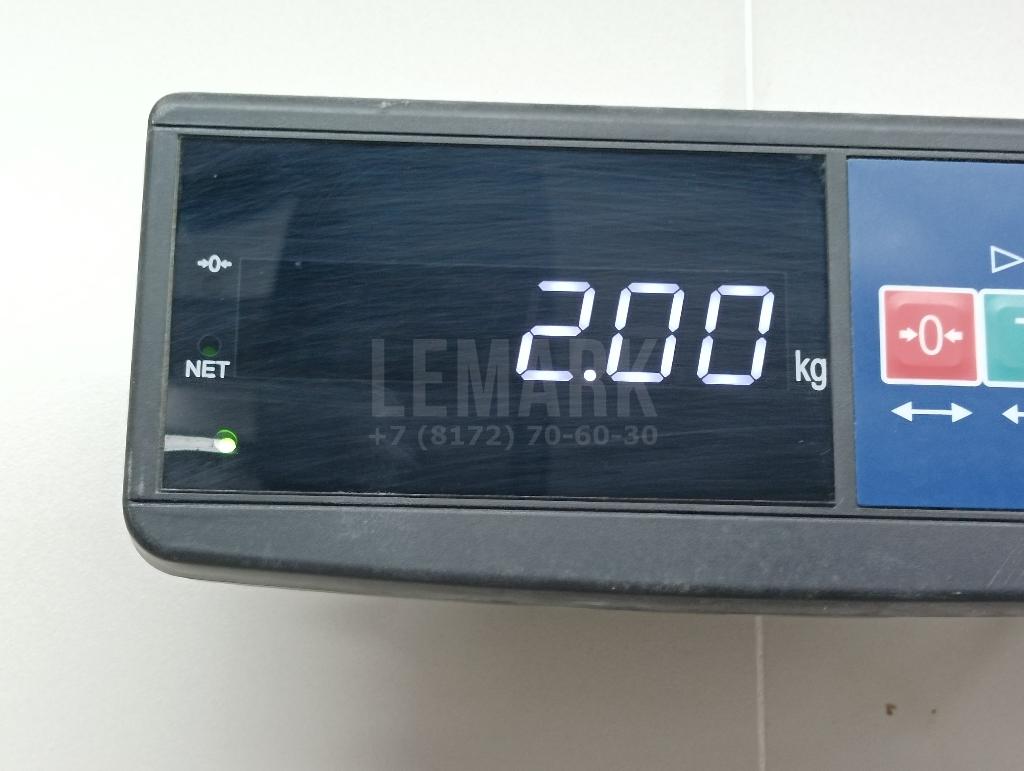 →0←
2.00 kg
NET
LEMARK
+7 (8172) 70-60-30
→0←